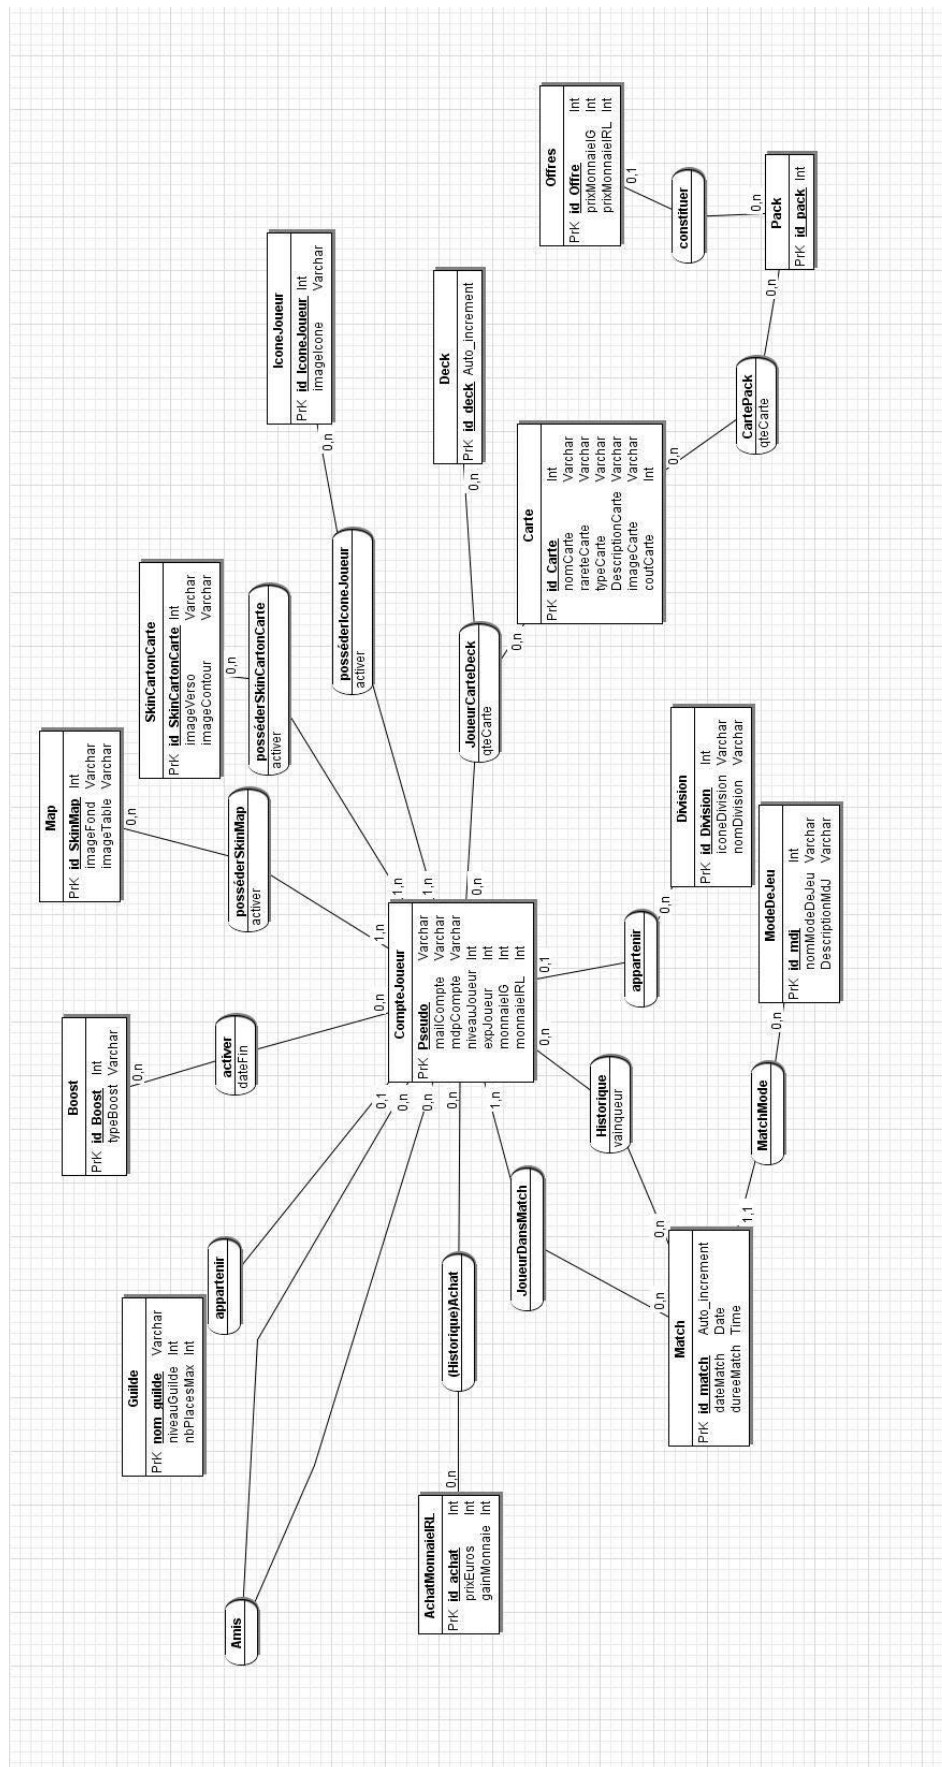 Map
PrK id_SkinMap Int
imageFond Varchar
imageTable Varchar
0,n
Boost
PrK id_Boost Int
typeBoost Varchar
0,n
Guilde
PrK nom_guilde Varchar
niveauGuilde Int
nbPlacesMax Int
SkinCartonCarte
PrK id_SkinCartonCarte Int
imageVerso Varchar
imageContour Varchar
0,n
Amis
appartenir
activer
dateFin
posséderSkinMap
activer
posséderSkinCartonCarte
activer
IconeJoueur
PrK id_IconeJoueur Int
imageIcone Varchar
0,n
posséderIconeJoueur
activer
0,1
0,n
0,n
0,n
1,n
0,n
1,n
1,n
1,n
CompteJoueur
PrK Pseudo Varchar
mailCompte Varchar
mdpCompte Varchar
niveauJoueur Int
expJoueur Int
monnaieIG Int
monnaieIRL Int
0,n
0,n
0,1
AchatMonnaieIRL
PrK id_achat Int
prixEuros Int
gainMonnaie Int
0,n
(Historique)Achat
Deck
PrK id_deck Auto_increment
0,n
JoueurCarteDeck
qteCarte
0,n
JoueurDansMatch
0,n
Carte
PrK id_Carte Int
nomCarte Varchar
rareteCarte Varchar
typeCarte Varchar
DescriptionCarte Varchar
imageCarte Varchar
coutCarte Int
0,n
Offres
PrK id_Offre Int
prixMonnaieIG Int
prixMonnaieIRL Int
0,1
Historique
vainqueur
0,n
appartenir
0,n
constituer
0,n
Match
PrK id_match Auto_increment
dateMatch Date
dureeMatch Time
1,1
Division
PrK id_Division Int
iconeDivision Varchar
nomDivision Varchar
CartePack
qteCarte
0,n
Pack
PrK id_pack Int
MatchMode
0,n
ModeDeJeu
PrK id_mdj Int
nomModeDeJeu Varchar
DescriptionMdJ Varchar